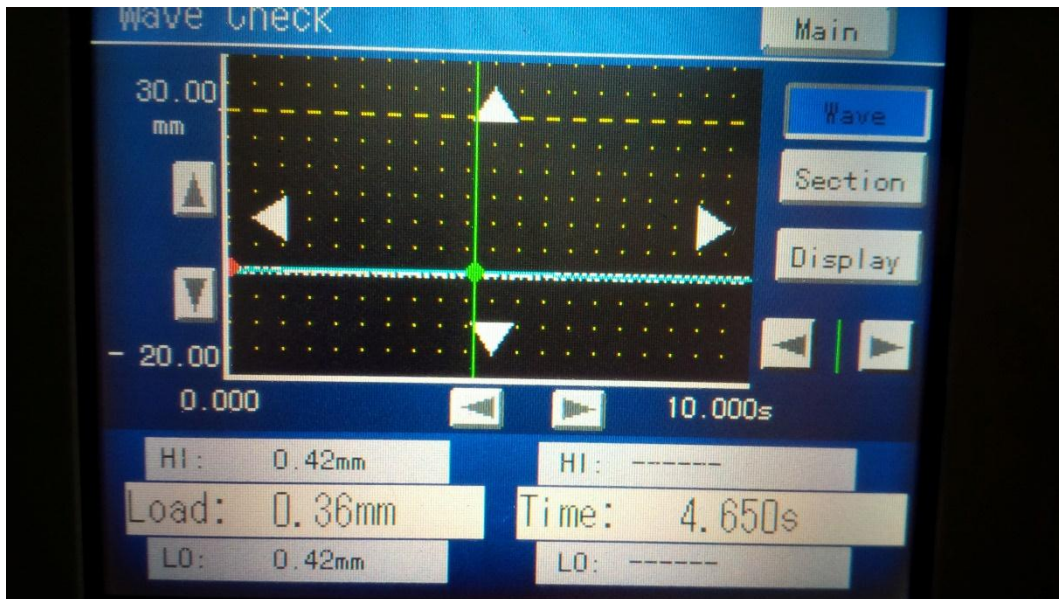 Wave Check
Main
30.00
mm
Wave
Section
Display
- 20.00
0.000
10.000s
HI: 0.42mm
HI: ------
Load: 0.36mm
Time: 4.650s
LO: 0.42mm
LO: ------